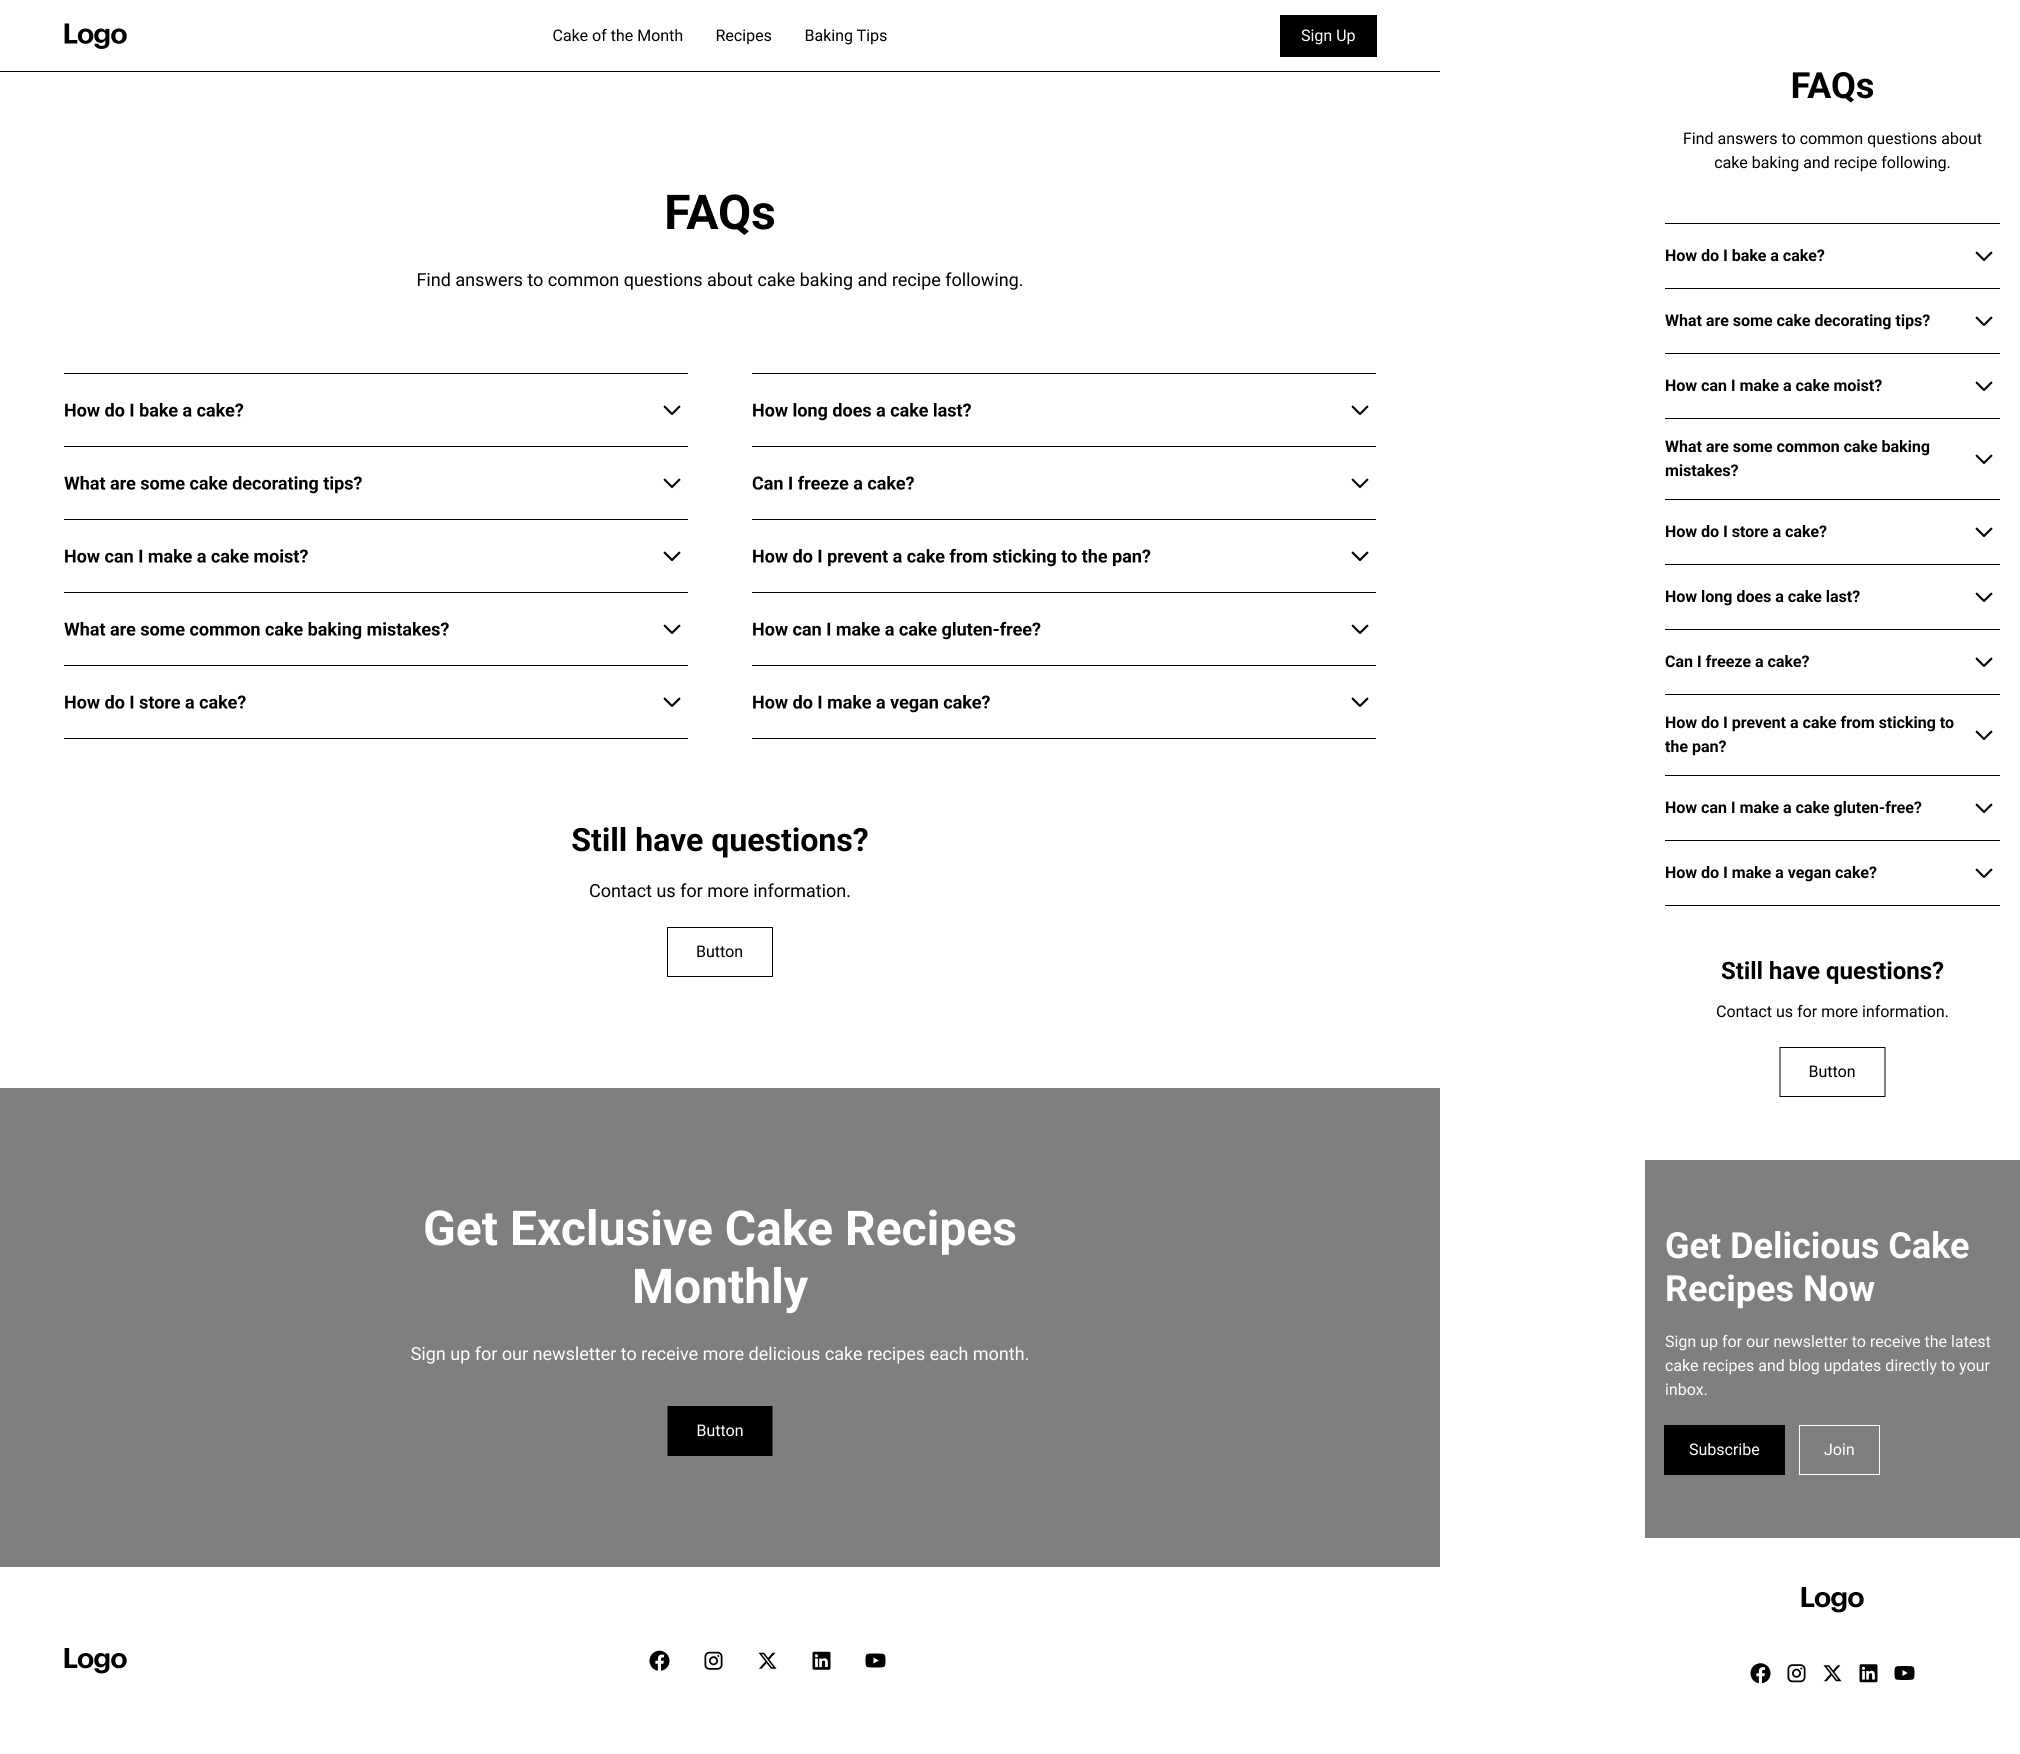 Logo
Cake of the Month
Recipes
Baking Tips
Sign Up
FAQs
Find answers to common questions about cake baking and recipe following.
How do I bake a cake?
What are some cake decorating tips?
How can I make a cake moist?
What are some common cake baking mistakes?
How do I store a cake?
How long does a cake last?
Can I freeze a cake?
How do I prevent a cake from sticking to the pan?
How can I make a cake gluten-free?
How do I make a vegan cake?
Still have questions?
Contact us for more information.
Button
Get Exclusive Cake Recipes
Monthly
Sign up for our newsletter to receive more delicious cake recipes each month.
Button
Logo
FAQs
Find answers to common questions about
cake baking and recipe following.
How do I bake a cake?
What are some cake decorating tips?
How can I make a cake moist?
What are some common cake baking
mistakes?
How do I store a cake?
How long does a cake last?
Can I freeze a cake?
How do I prevent a cake from sticking to
the pan?
How can I make a cake gluten-free?
How do I make a vegan cake?
Still have questions?
Contact us for more information.
Button
Get Delicious Cake
Recipes Now
Sign up for our newsletter to receive the latest
cake recipes and blog updates directly to your
inbox.
Subscribe
Join
Logo